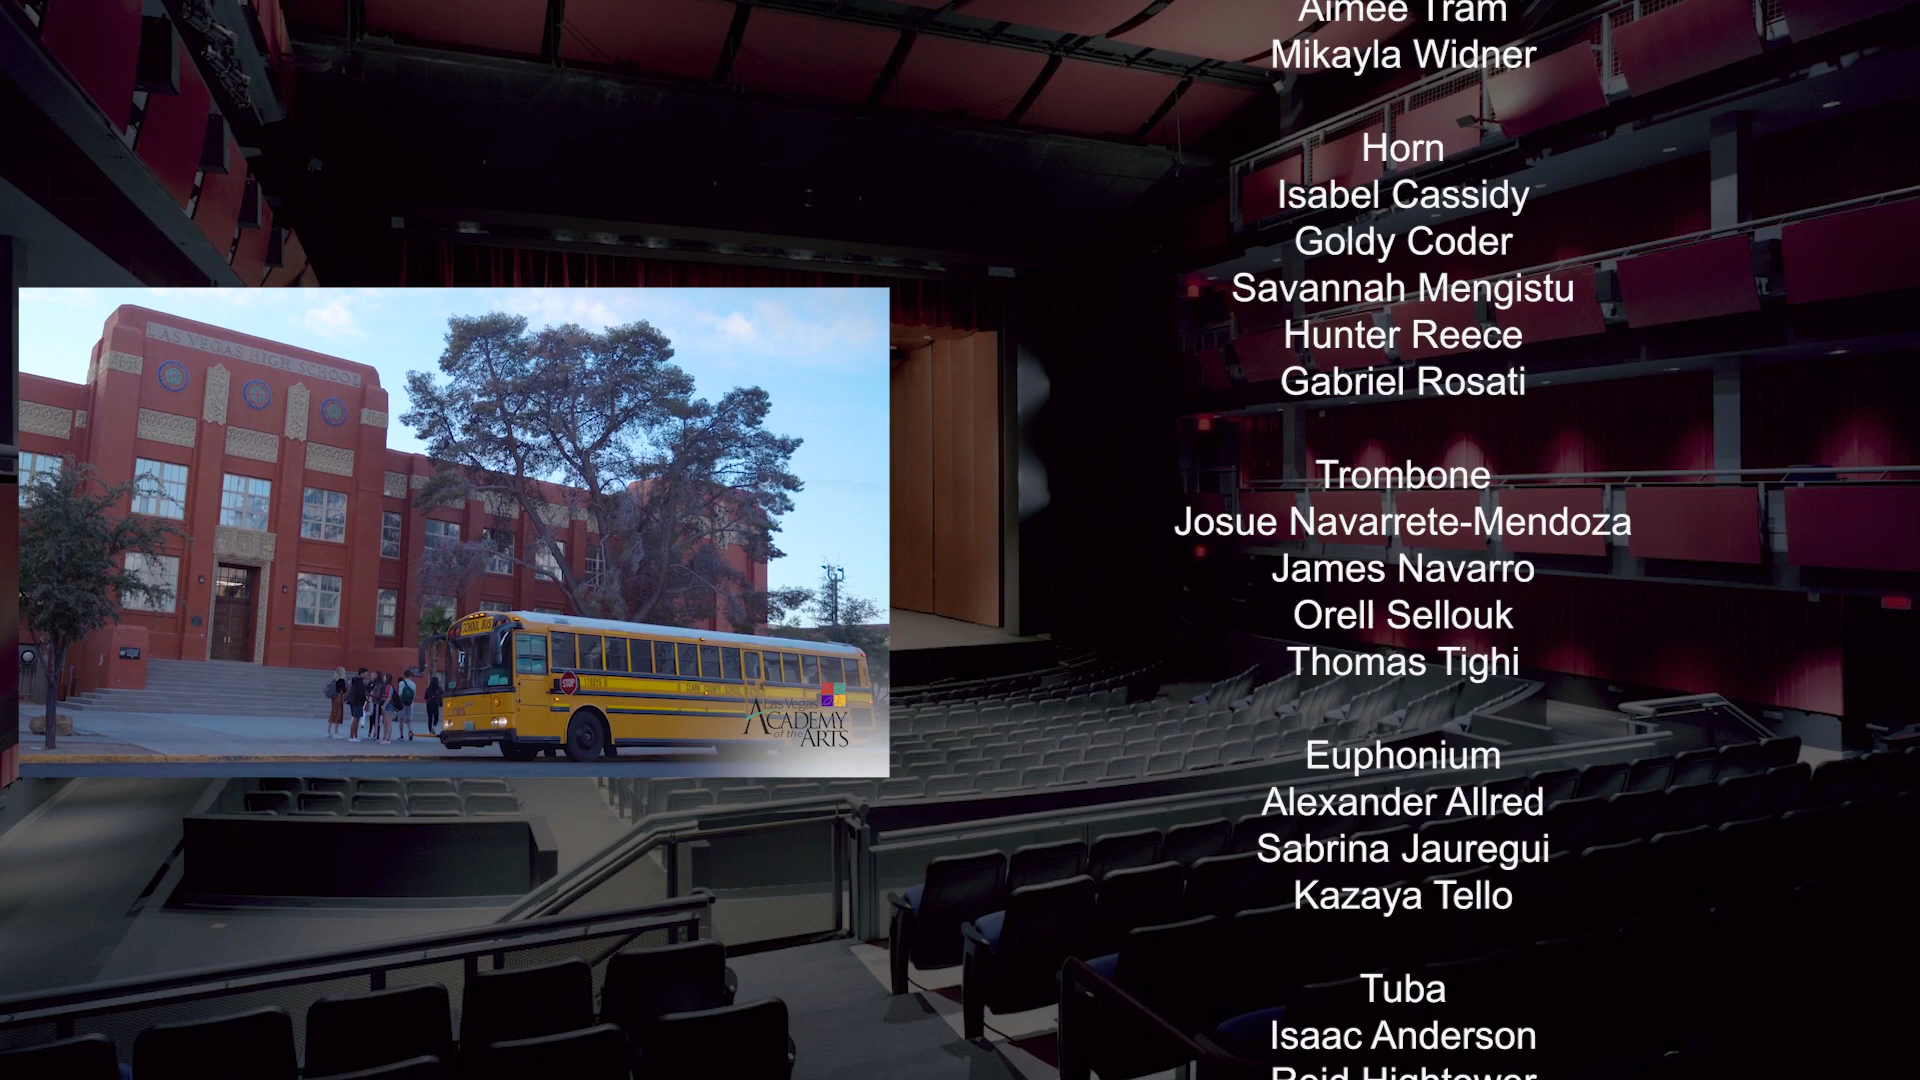 LAS VEGAS HIGH SCHOOL
SCHOOL BUS
STOP
Las Vegas
ACADEMY
of the
ARTS
Aimee Tram
Mikayla Widner
Horn
Isabel Cassidy
Goldy Coder
Savannah Mengistu
Hunter Reece
Gabriel Rosati
Trombone
Josue Navarrete-Mendoza
James Navarro
Orell Sellouk
Thomas Tighi
Euphonium
Alexander Allred
Sabrina Jauregui
Kazaya Tello
Tuba
Isaac Anderson
Reid Hightower